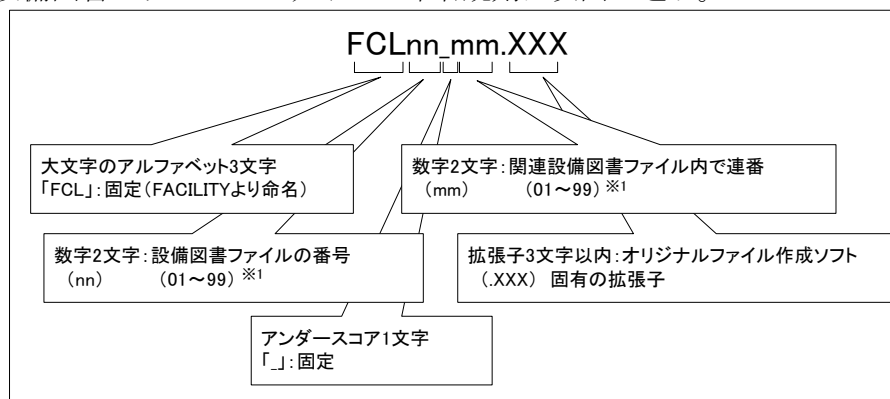 FCLnn_mm.XXX
大文字のアルファベット3文字
「FCL」:固定(FACILITYより命名)
数字2文字:関連設備図書ファイル内で連番
(mm) (01～99) ※1
数字2文字:設備図書ファイルの番号
(nn) (01～99) ※1
拡張子3文字以内:オリジナルファイル作成ソフト
(.XXX) 固有の拡張子
アンダースコア1文字
「_」:固定